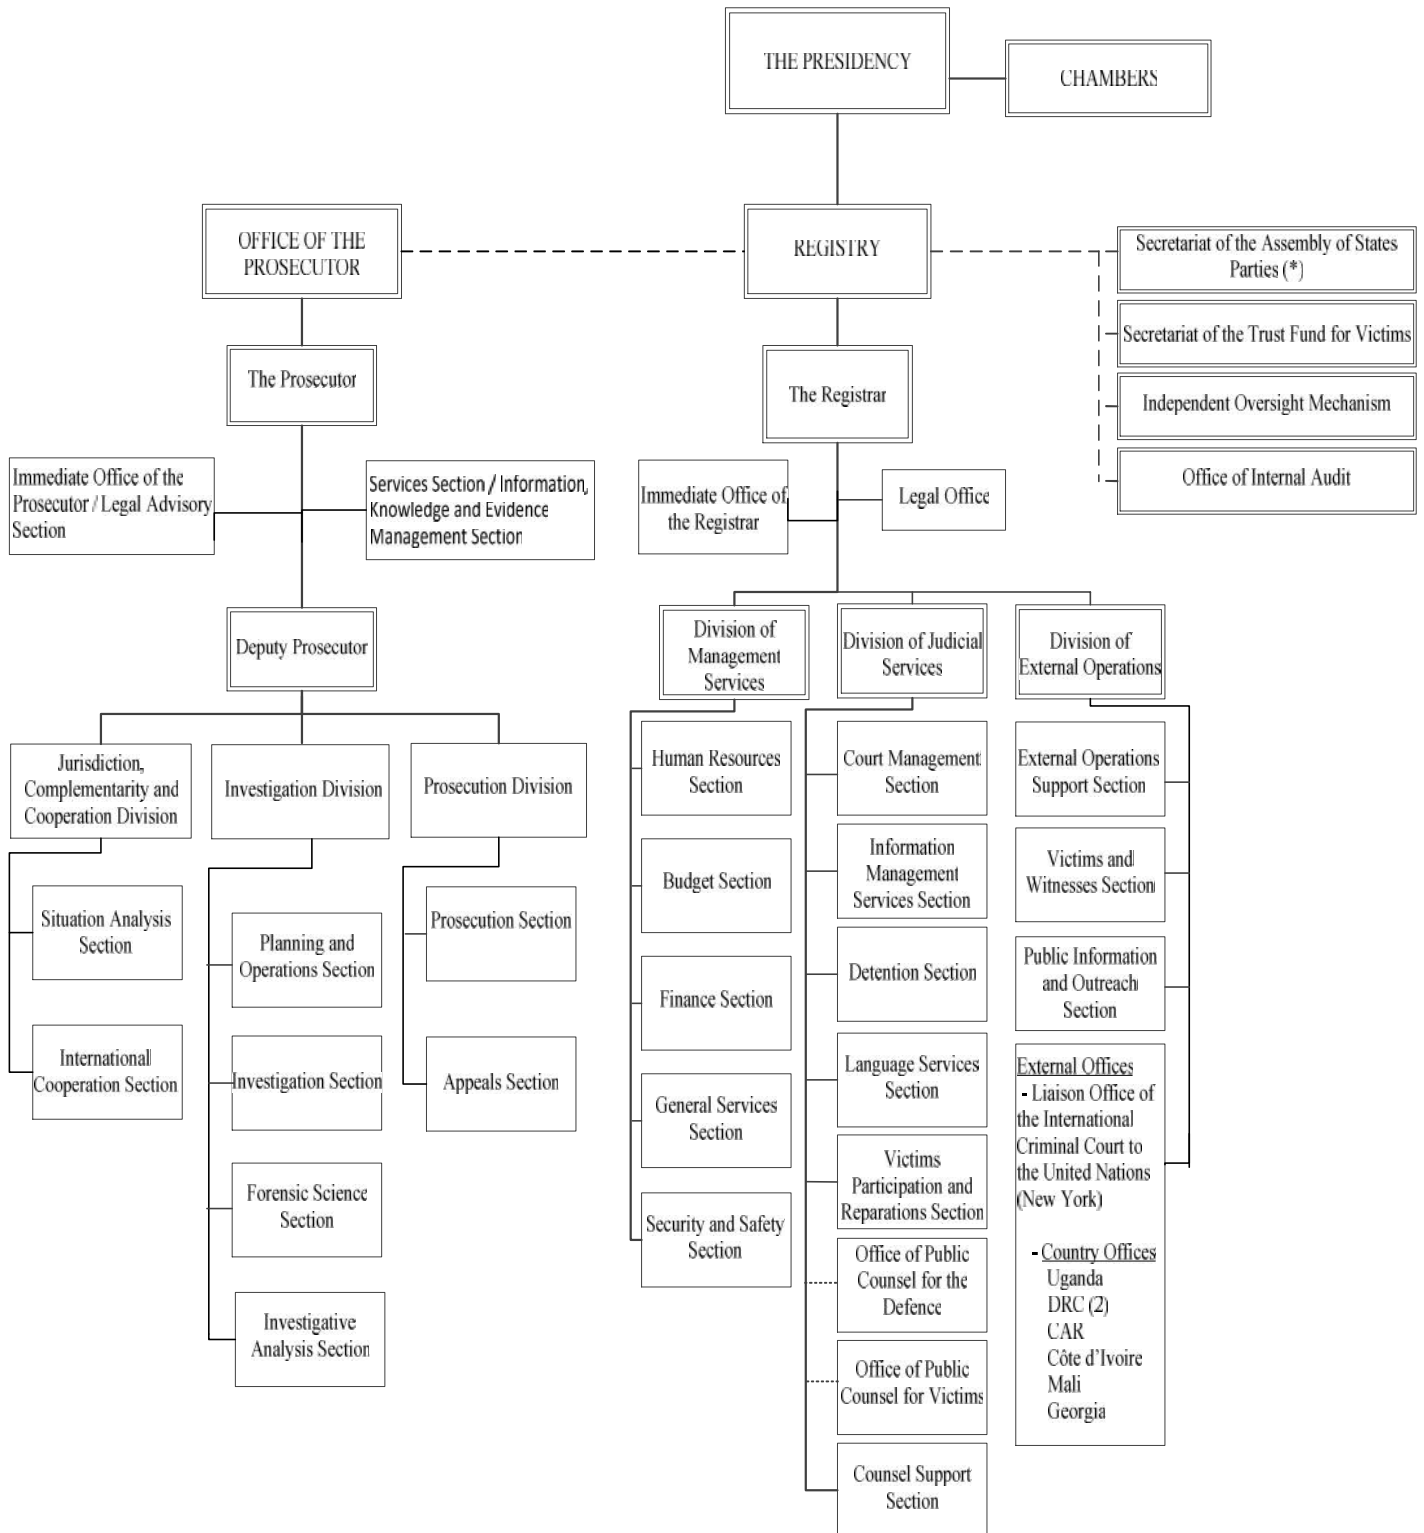 THE PRESIDENCY
CHAMBERS
OFFICE OF THE
PROSECUTOR
REGISTRY
Secretariat of the Assembly of States
Parties (*)
Secretariat of the Trust Fund for Victims
Independent Oversight Mechanism
Office of Internal Audit
The Prosecutor
The Registrar
Immediate Office of the
Prosecutor / Legal Advisory
Section
Services Section / Information,
Knowledge and Evidence
Management Section
Immediate Office of
the Registrar
Legal Office
Deputy Prosecutor
Division of
Management
Services
Division of Judicial
Services
Division of
External Operations
Jurisdiction,
Complementarity and
Cooperation Division
Investigation Division
Prosecution Division
Situation Analysis
Section
International
Cooperation Section
Planning and
Operations Section
Investigation Section
Forensic Science
Section
Investigative
Analysis Section
Prosecution Section
Appeals Section
Human Resources
Section
Budget Section
Finance Section
General Services
Section
Security and Safety
Section
Court Management
Section
Information
Management
Services Section
Detention Section
Language Services
Section
Victims
Participation and
Reparations Section
Office of Public
Counsel for the
Defence
Office of Public
Counsel for Victims
Counsel Support
Section
External Operations
Support Section
Victims and
Witnesses Section
Public Information
and Outreach
Section
External Offices
- Liaison Office of
the International
Criminal Court to
the United Nations
(New York)
- Country Offices
Uganda
DRC (2)
CAR
Côte d’Ivoire
Mali
Georgia